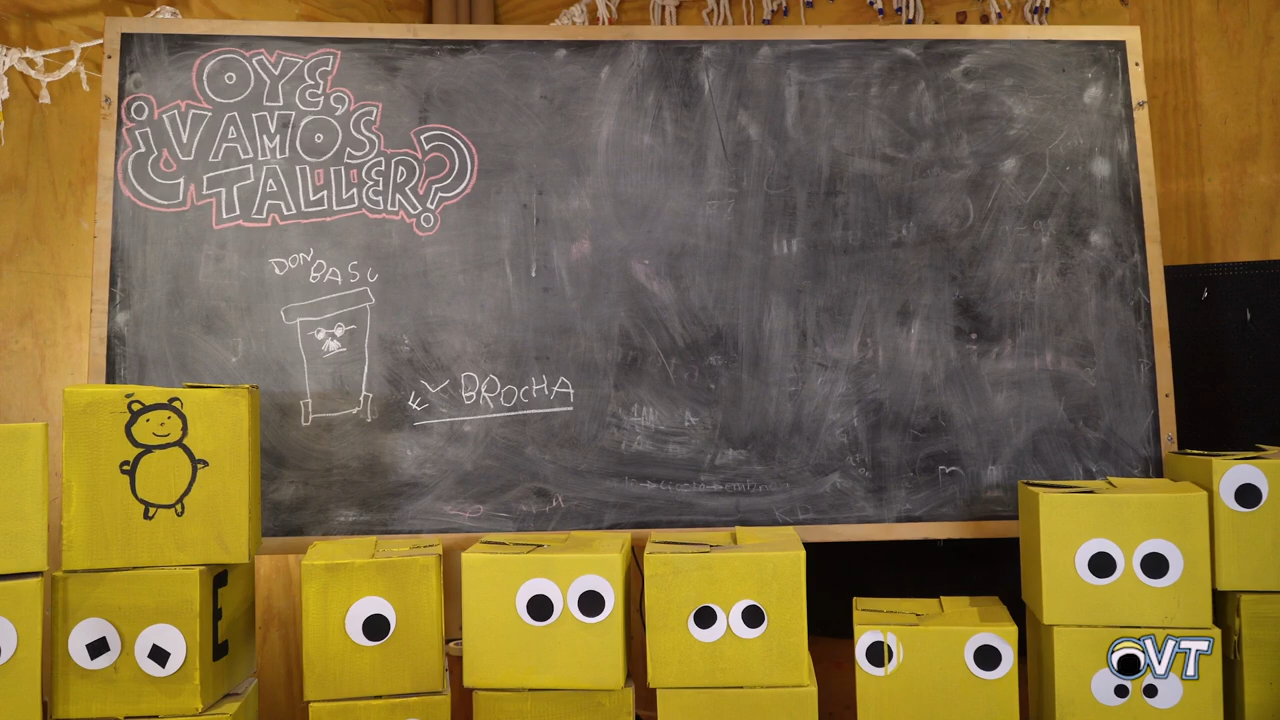 OYE,
¿VAMOS
TALLER?
DON
BASU
EL BROCHA
E
OVT